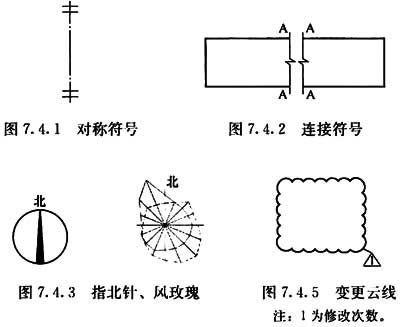 A A
A A
图 7.4.1 对称符号
图 7.4.2 连接符号
北
北
图 7.4.3 指北针、风玫瑰
1
图 7.4.5 变更云线
注：1 为修改次数。